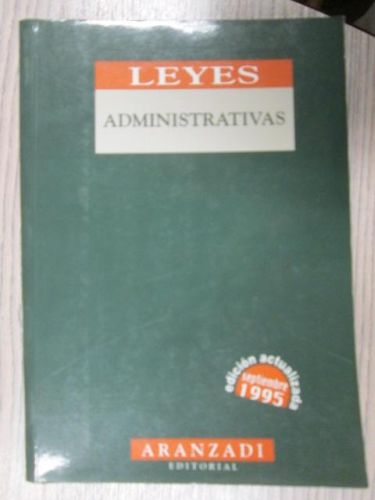 LEYES
ADMINISTRATIVAS
edición actualizada
septiembre
1995
ARANZADI
EDITORIAL